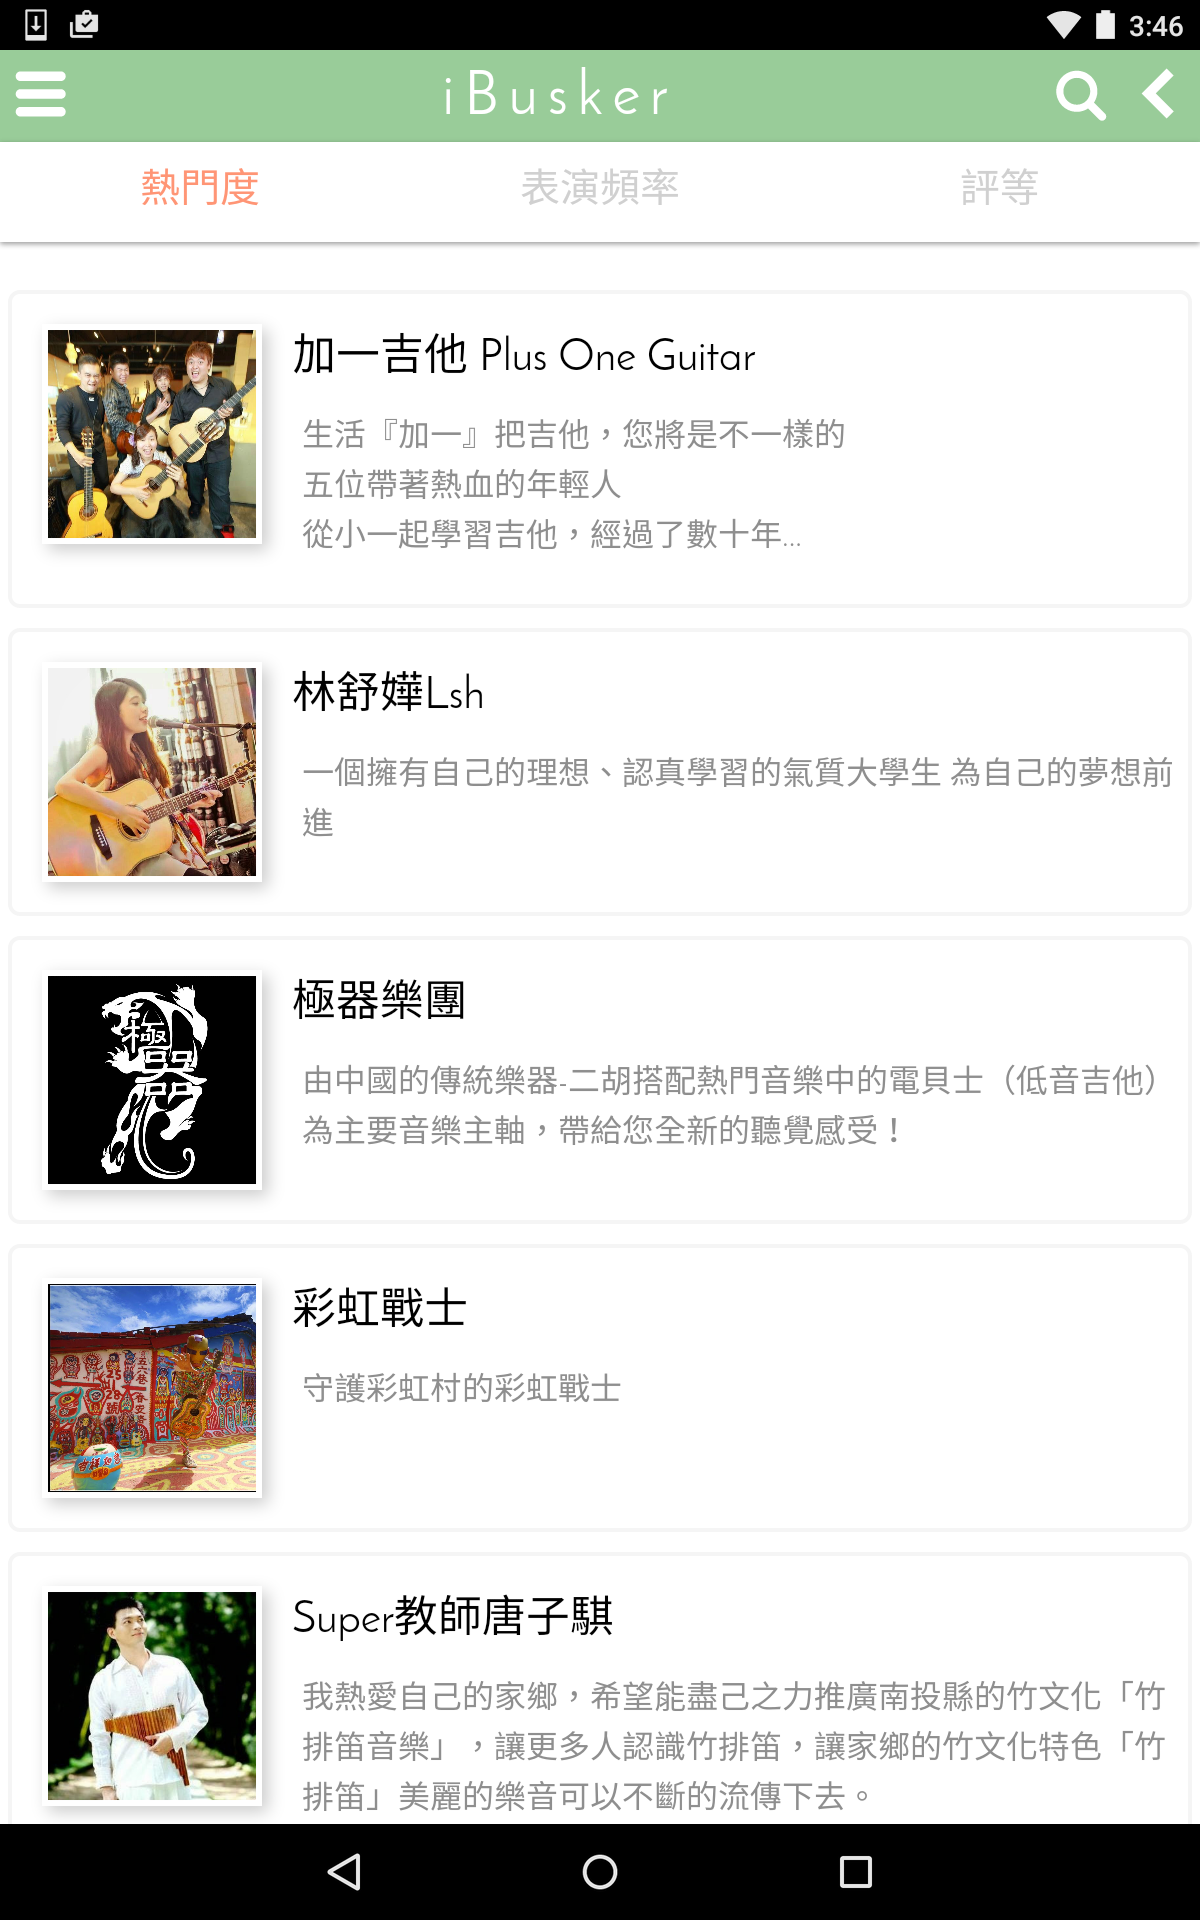 3:46
iBusker
熱門度
表演頻率
評等
加一吉他 Plus One Guitar
生活『加一』把吉他，您將是不一樣的
五位帶著熱血的年輕人
從小一起學習吉他，經過了數十年...
林舒嬅Lsh
一個擁有自己的理想、認真學習的氣質大學生 為自己的夢想前
進
極器樂團
極
器
由中國的傳統樂器-二胡搭配熱門音樂中的電貝士（低音吉他）
為主要音樂主軸，帶給您全新的聽覺感受！
彩虹戰士
守護彩虹村的彩虹戰士
Super教師唐子騏
我熱愛自己的家鄉，希望能盡己之力推廣南投縣的竹文化「竹
排笛音樂」，讓更多人認識竹排笛，讓家鄉的竹文化特色「竹
排笛」美麗的樂音可以不斷的流傳下去。